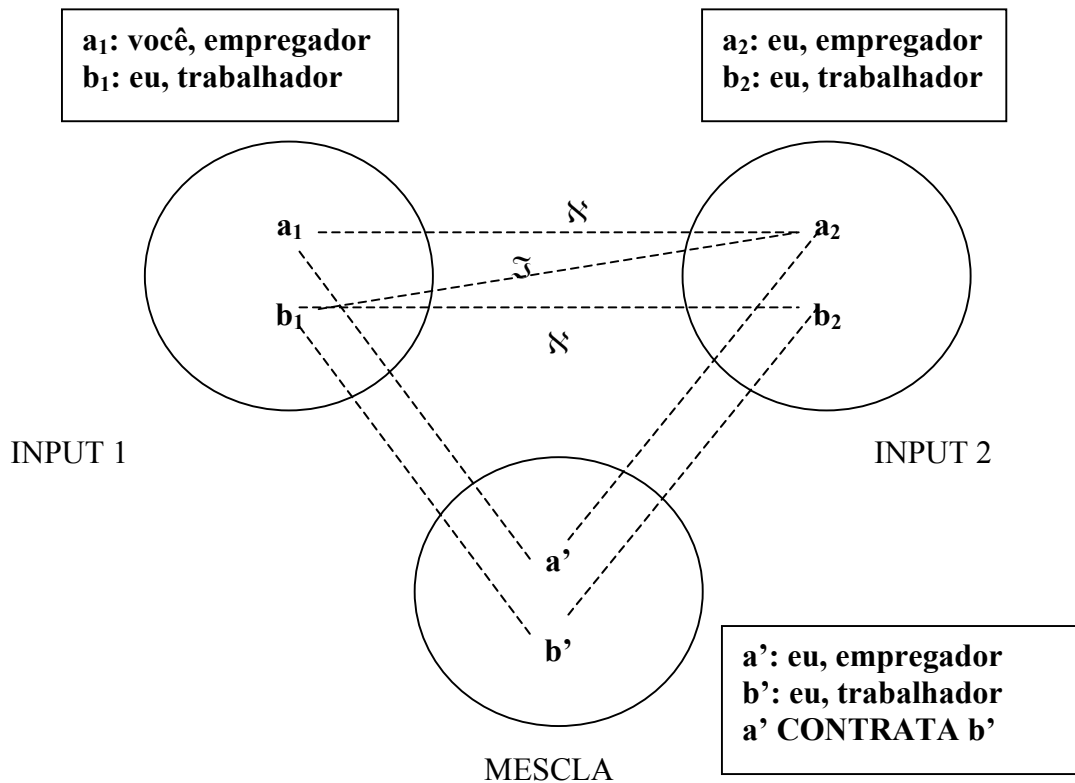 a₁: você, empregador
b₁: eu, trabalhador
a₂: eu, empregador
b₂: eu, trabalhador
ℵ
a₁
a₂
ℑ
b₁
b₂
ℵ
INPUT 1
INPUT 2
a’
b’
a’: eu, empregador
b’: eu, trabalhador
a’ CONTRATA b’
MESCLA